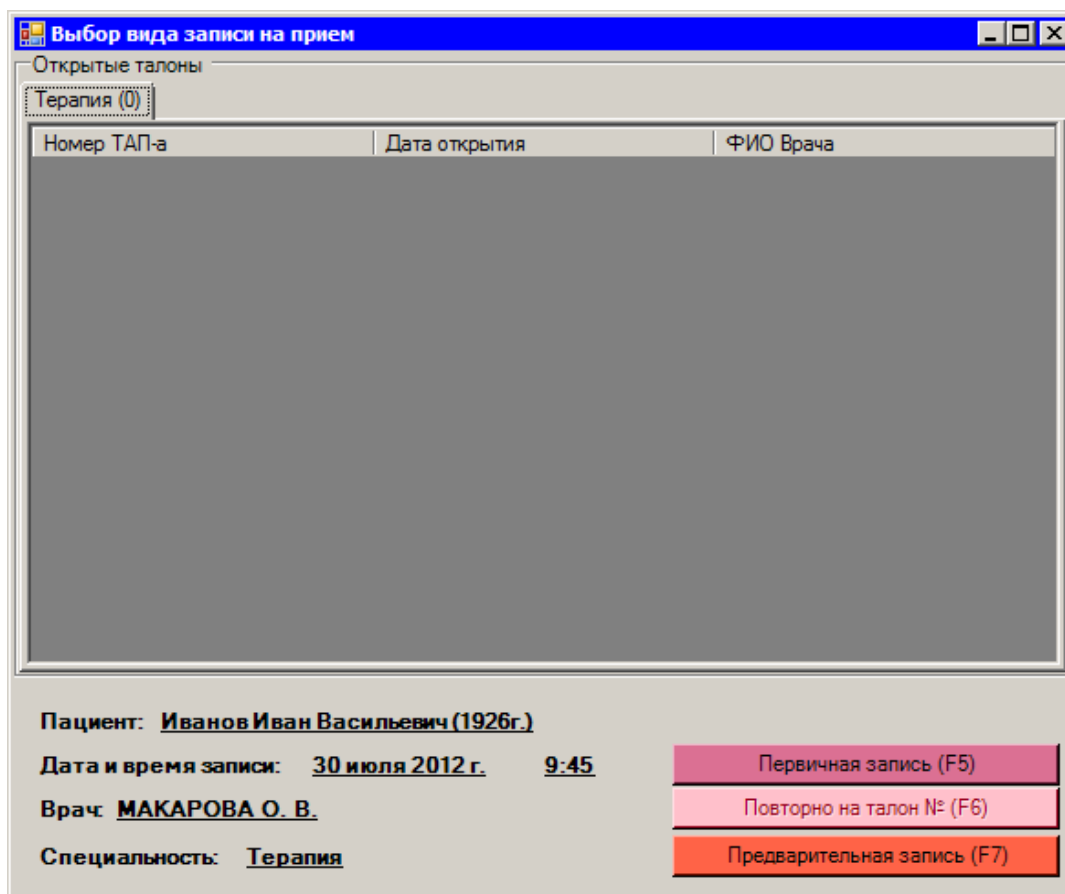 Выбор вида записи на прием
Открытые талоны
Терапия (0)
Номер ТАП-а Дата открытия ФИО Врача
Пациент: Иванов Иван Васильевич (1926г.)
Дата и время записи: 30 июля 2012 г. 9:45
Первичная запись (F5)
Врач: МАКАРОВА О. В.
Повторно на талон № (F6)
Специальность: Терапия
Предварительная запись (F7)